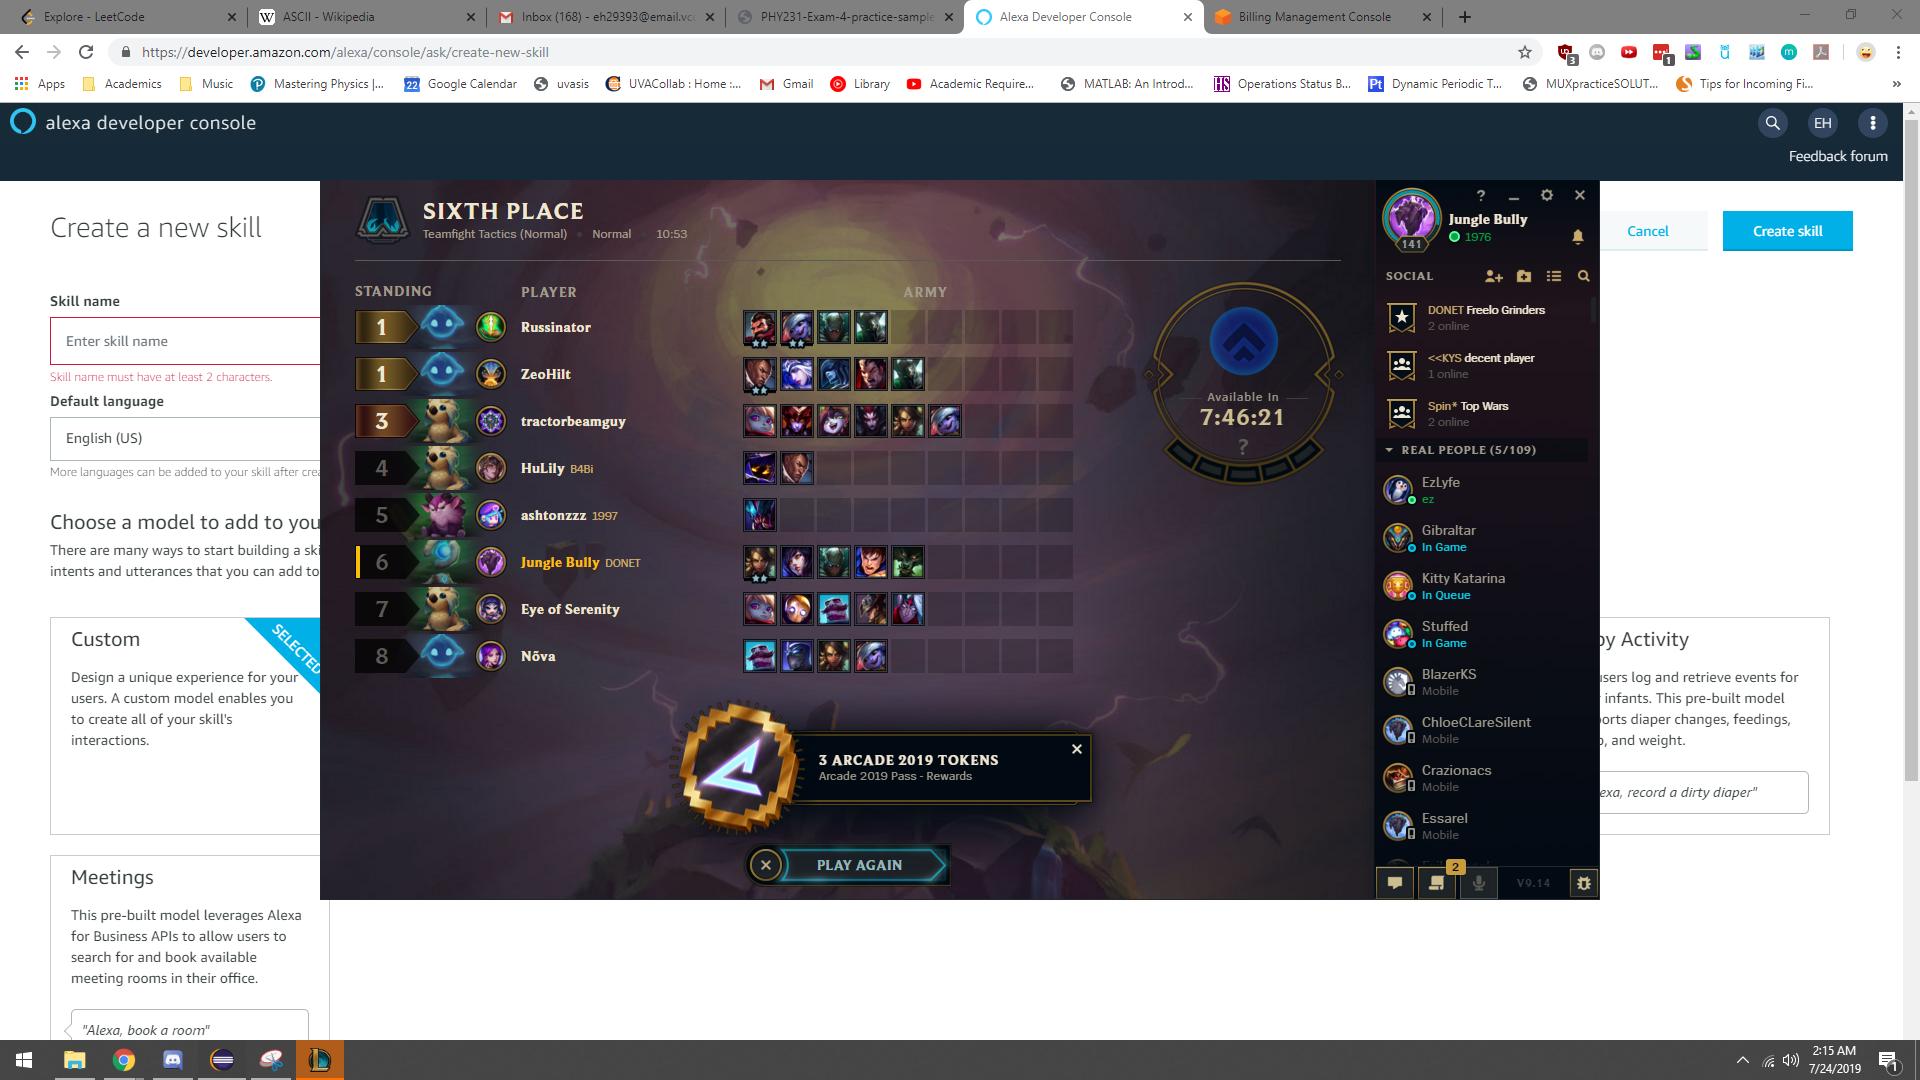 Explore - LeetCode
ASCII - Wikipedia
Inbox (168) - eh29393@email.vc
PHY231-Exam-4-practice-sample
Alexa Developer Console
Billing Management Console
https://developer.amazon.com/alexa/console/ask/create-new-skill
3
1
Apps
Academics
Music
Mastering Physics |...
22
Google Calendar
uvasis
UVACollab : Home :...
Gmail
Library
Academic Require...
MATLAB: An Introd...
HS
Operations Status B...
Pt
Dynamic Periodic T...
MUXpracticeSOLUT...
Tips for Incoming Fi...
»
alexa developer console
EH
Feedback forum
Create a new skill
Cancel
Create skill
Skill name
Enter skill name
Skill name must have at least 2 characters.
Default language
English (US)
More languages can be added to your skill after crea
Choose a model to add to you
There are many ways to start building a ski
intents and utterances that you can add to
Custom
SELECTED
Design a unique experience for your
users. A custom model enables you
to create all of your skill's
interactions.
Meetings
This pre-built model leverages Alexa
for Business APIs to allow users to
search for and book available
meeting rooms in their office.
"Alexa, book a room"
by Activity
users log and retrieve events for
infants. This pre-built model
ports diaper changes, feedings,
, and weight.
exa, record a dirty diaper"
SIXTH PLACE
Teamfight Tactics (Normal) • Normal • 10:53
STANDING PLAYER ARMY
1 Russinator
1 ZeoHilt
3 tractorbeamguy
4 HuLily B4Bi
5 ashtonzzz 1997
6 Jungle Bully DONET
7 Eye of Serenity
8 Nõva
Available In
7:46:21
?
3 ARCADE 2019 TOKENS
Arcade 2019 Pass - Rewards
PLAY AGAIN
?
Jungle Bully
1976
141
SOCIAL
DONET Freelo Grinders
2 online
<<KYS decent player
1 online
Spin* Top Wars
2 online
REAL PEOPLE (5/109)
EzLyfe
ez
Gibraltar
In Game
Kitty Katarina
In Queue
Stuffed
In Game
BlazerKS
Mobile
ChloeCLareSilent
Mobile
Crazionacs
Mobile
Essarel
Mobile
2
V9.14
2:15 AM
7/24/2019
1